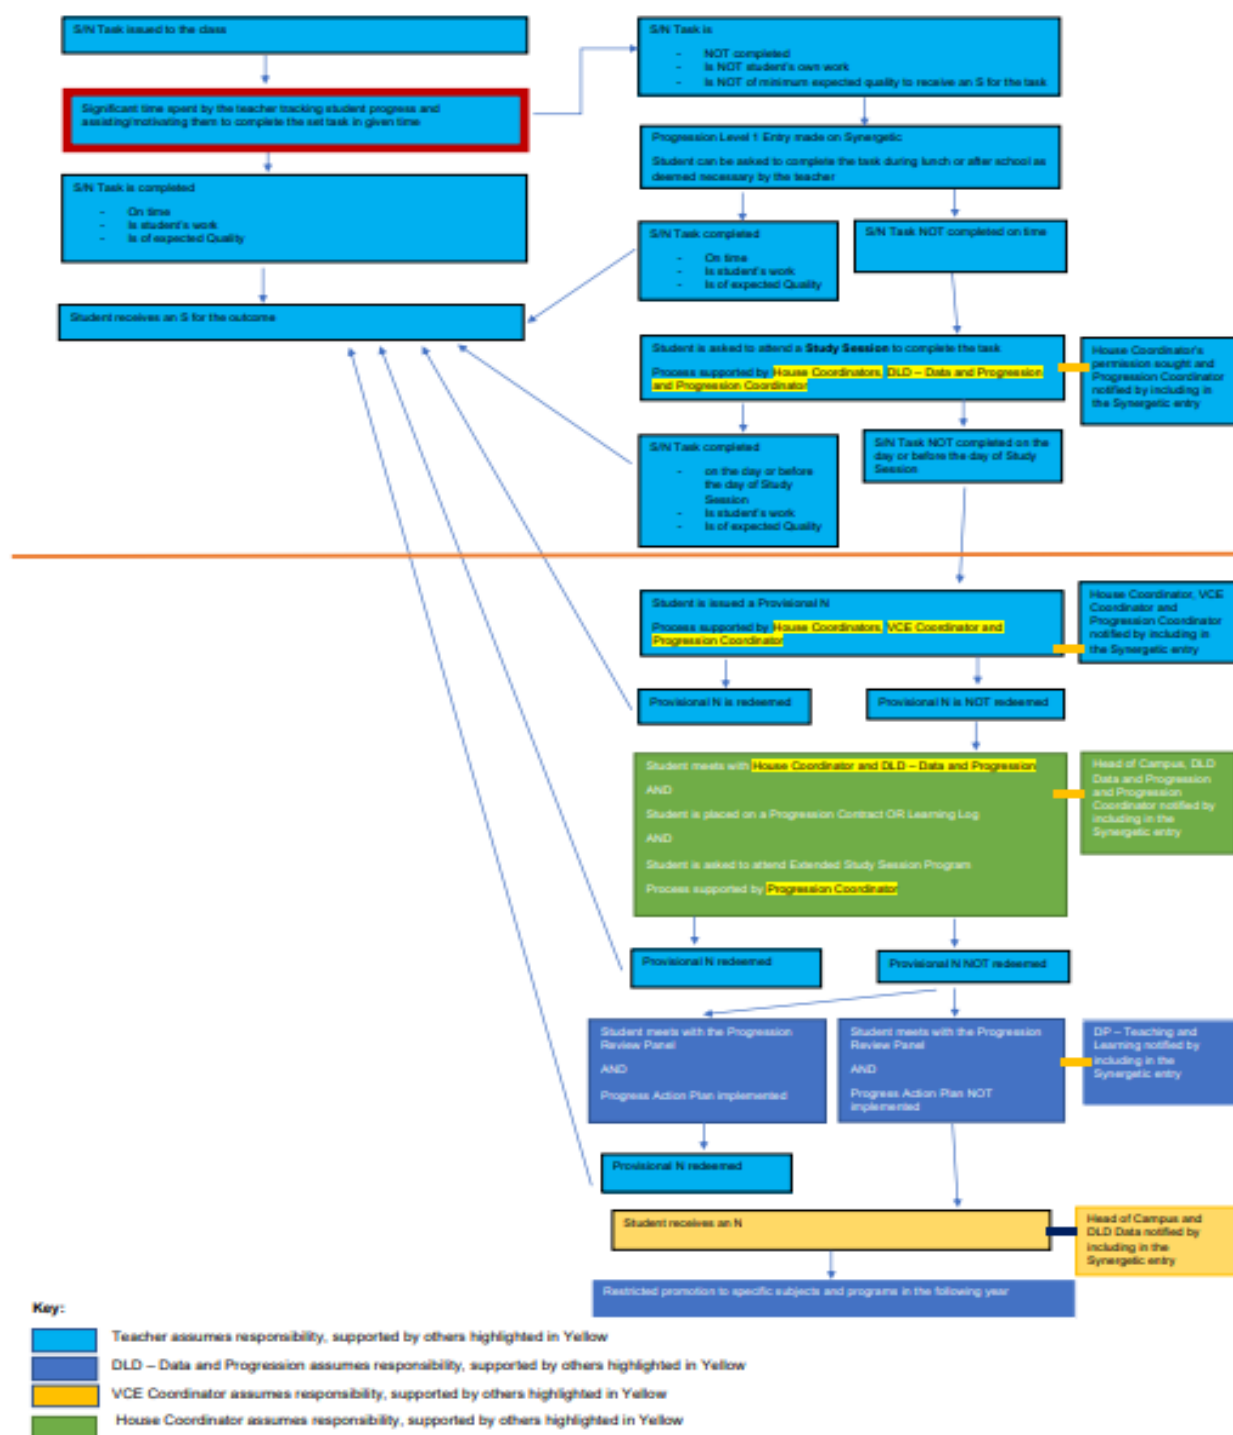 S/N Task issued to the class
Significant time spent by the teacher tracking student progress and
assisting/motivating them to complete the set task in given time
S/N Task is completed
- On time
- Is student's work
- Is of expected Quality
Student receives an S for the outcome
S/N Task is
- NOT completed
- Is NOT student's own work
- Is NOT of minimum expected quality to receive an S for the task
Progression Level 1 Entry made on Synergetic
Student can be asked to complete the task during lunch or after school as
deemed necessary by the teacher
S/N Task completed
- On time
- Is student's work
- Is of expected Quality
S/N Task NOT completed on time
Student is asked to attend a Study Session to complete the task
Process supported by House Coordinators, DLD – Data and Progression
and Progression Coordinator
House Coordinator's
permission sought and
Progression Coordinator
notified by including in
the Synergetic entry
S/N Task completed
- on the day or before
the day of Study
Session
- Is student's work
- Is of expected Quality
S/N Task NOT completed on the
day or before the day of Study
Session
Student is issued a Provisional N
Process supported by House Coordinators, VCE Coordinator and
Progression Coordinator
House Coordinator, VCE
Coordinator and
Progression Coordinator
notified by including in
the Synergetic entry
Provisional N is redeemed
Provisional N is NOT redeemed
Student meets with House Coordinator and DLD – Data and Progression
AND
Student is placed on a Progression Contract OR Learning Log
AND
Student is asked to attend Extended Study Session Program
Process supported by Progression Coordinator
Head of Campus, DLD
Data and Progression
and Progression
Coordinator notified by
including in the
Synergetic entry
Provisional N redeemed
Provisional N NOT redeemed
Student meets with the Progression
Review Panel
AND
Progress Action Plan implemented
Student meets with the Progression
Review Panel
AND
Progress Action Plan NOT
implemented
DP – Teaching and
Learning notified by
including in the
Synergetic entry
Provisional N redeemed
Student receives an N
Head of Campus and
DLD Data notified by
including in the
Synergetic entry
Restricted promotion to specific subjects and programs in the following year
Key:
Teacher assumes responsibility, supported by others highlighted in Yellow
DLD – Data and Progression assumes responsibility, supported by others highlighted in Yellow
VCE Coordinator assumes responsibility, supported by others highlighted in Yellow
House Coordinator assumes responsibility, supported by others highlighted in Yellow